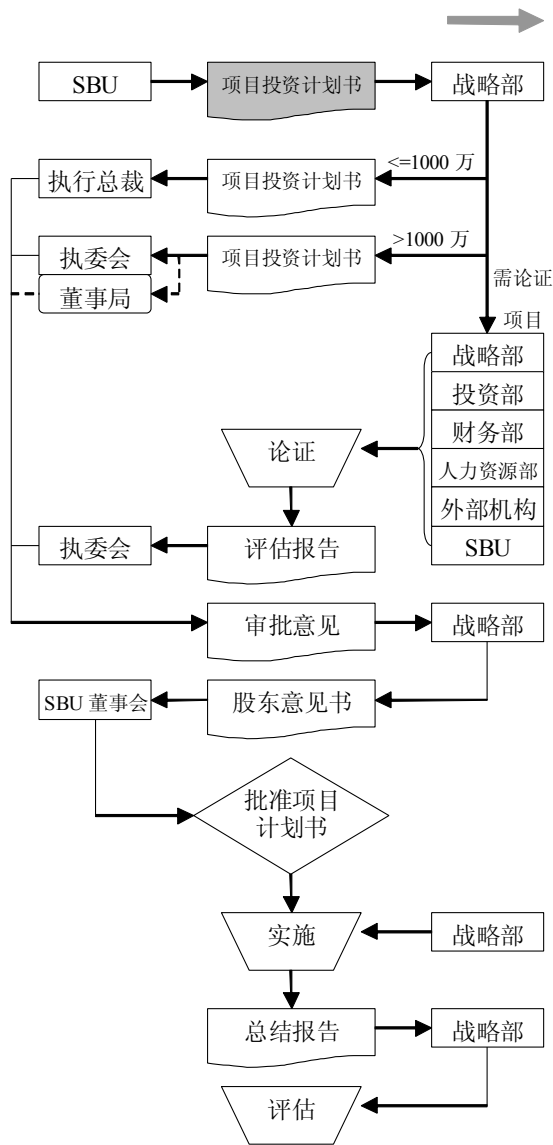 SBU
项目投资计划书
战略部
<=1000 万
执行总裁
项目投资计划书
>1000 万
执委会
项目投资计划书
董事局
需论证
项目
战略部
投资部
财务部
人力资源部
外部机构
SBU
论证
执委会
评估报告
审批意见
战略部
SBU 董事会
股东意见书
批准项目
计划书
实施
战略部
总结报告
战略部
评估